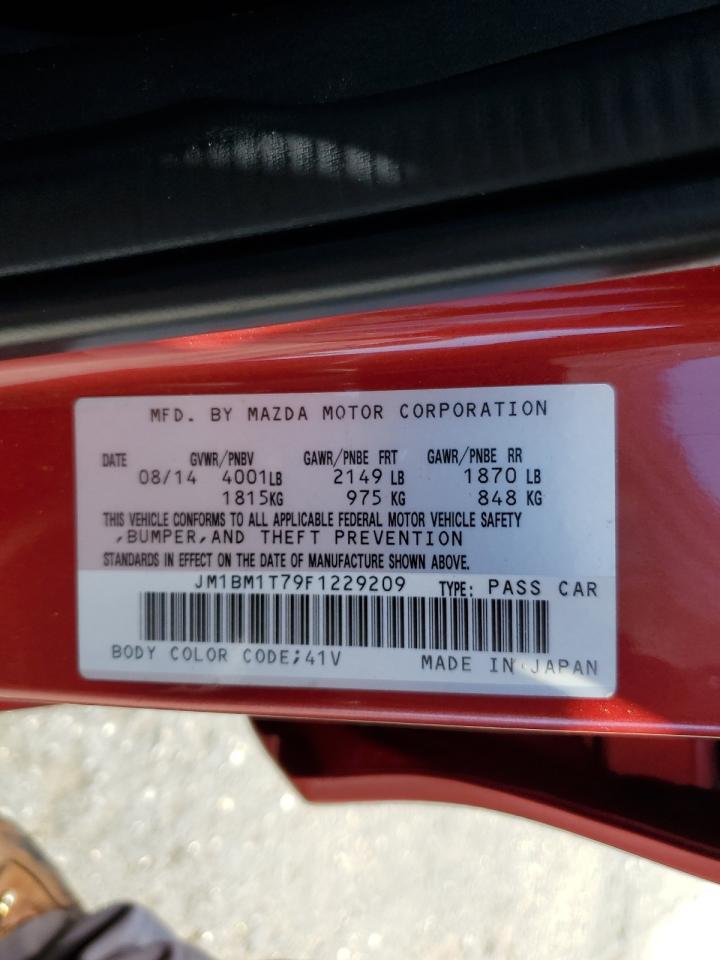 MFD. BY MAZDA MOTOR CORPORATION
DATE GVWR/PNBV GAWR/PNBE FRT GAWR/PNBE RR
08/14 4001LB 2149 LB 1870 LB
1815KG 975 KG 848 KG
THIS VEHICLE CONFORMS TO ALL APPLICABLE FEDERAL MOTOR VEHICLE SAFETY
,BUMPER,AND THEFT PREVENTION
STANDARDS IN EFFECT ON THE DATE OF MANUFACTURE SHOWN ABOVE.
JM1BM1T79F1229209 TYPE: PASS CAR
BODY COLOR CODE;41V MADE IN JAPAN